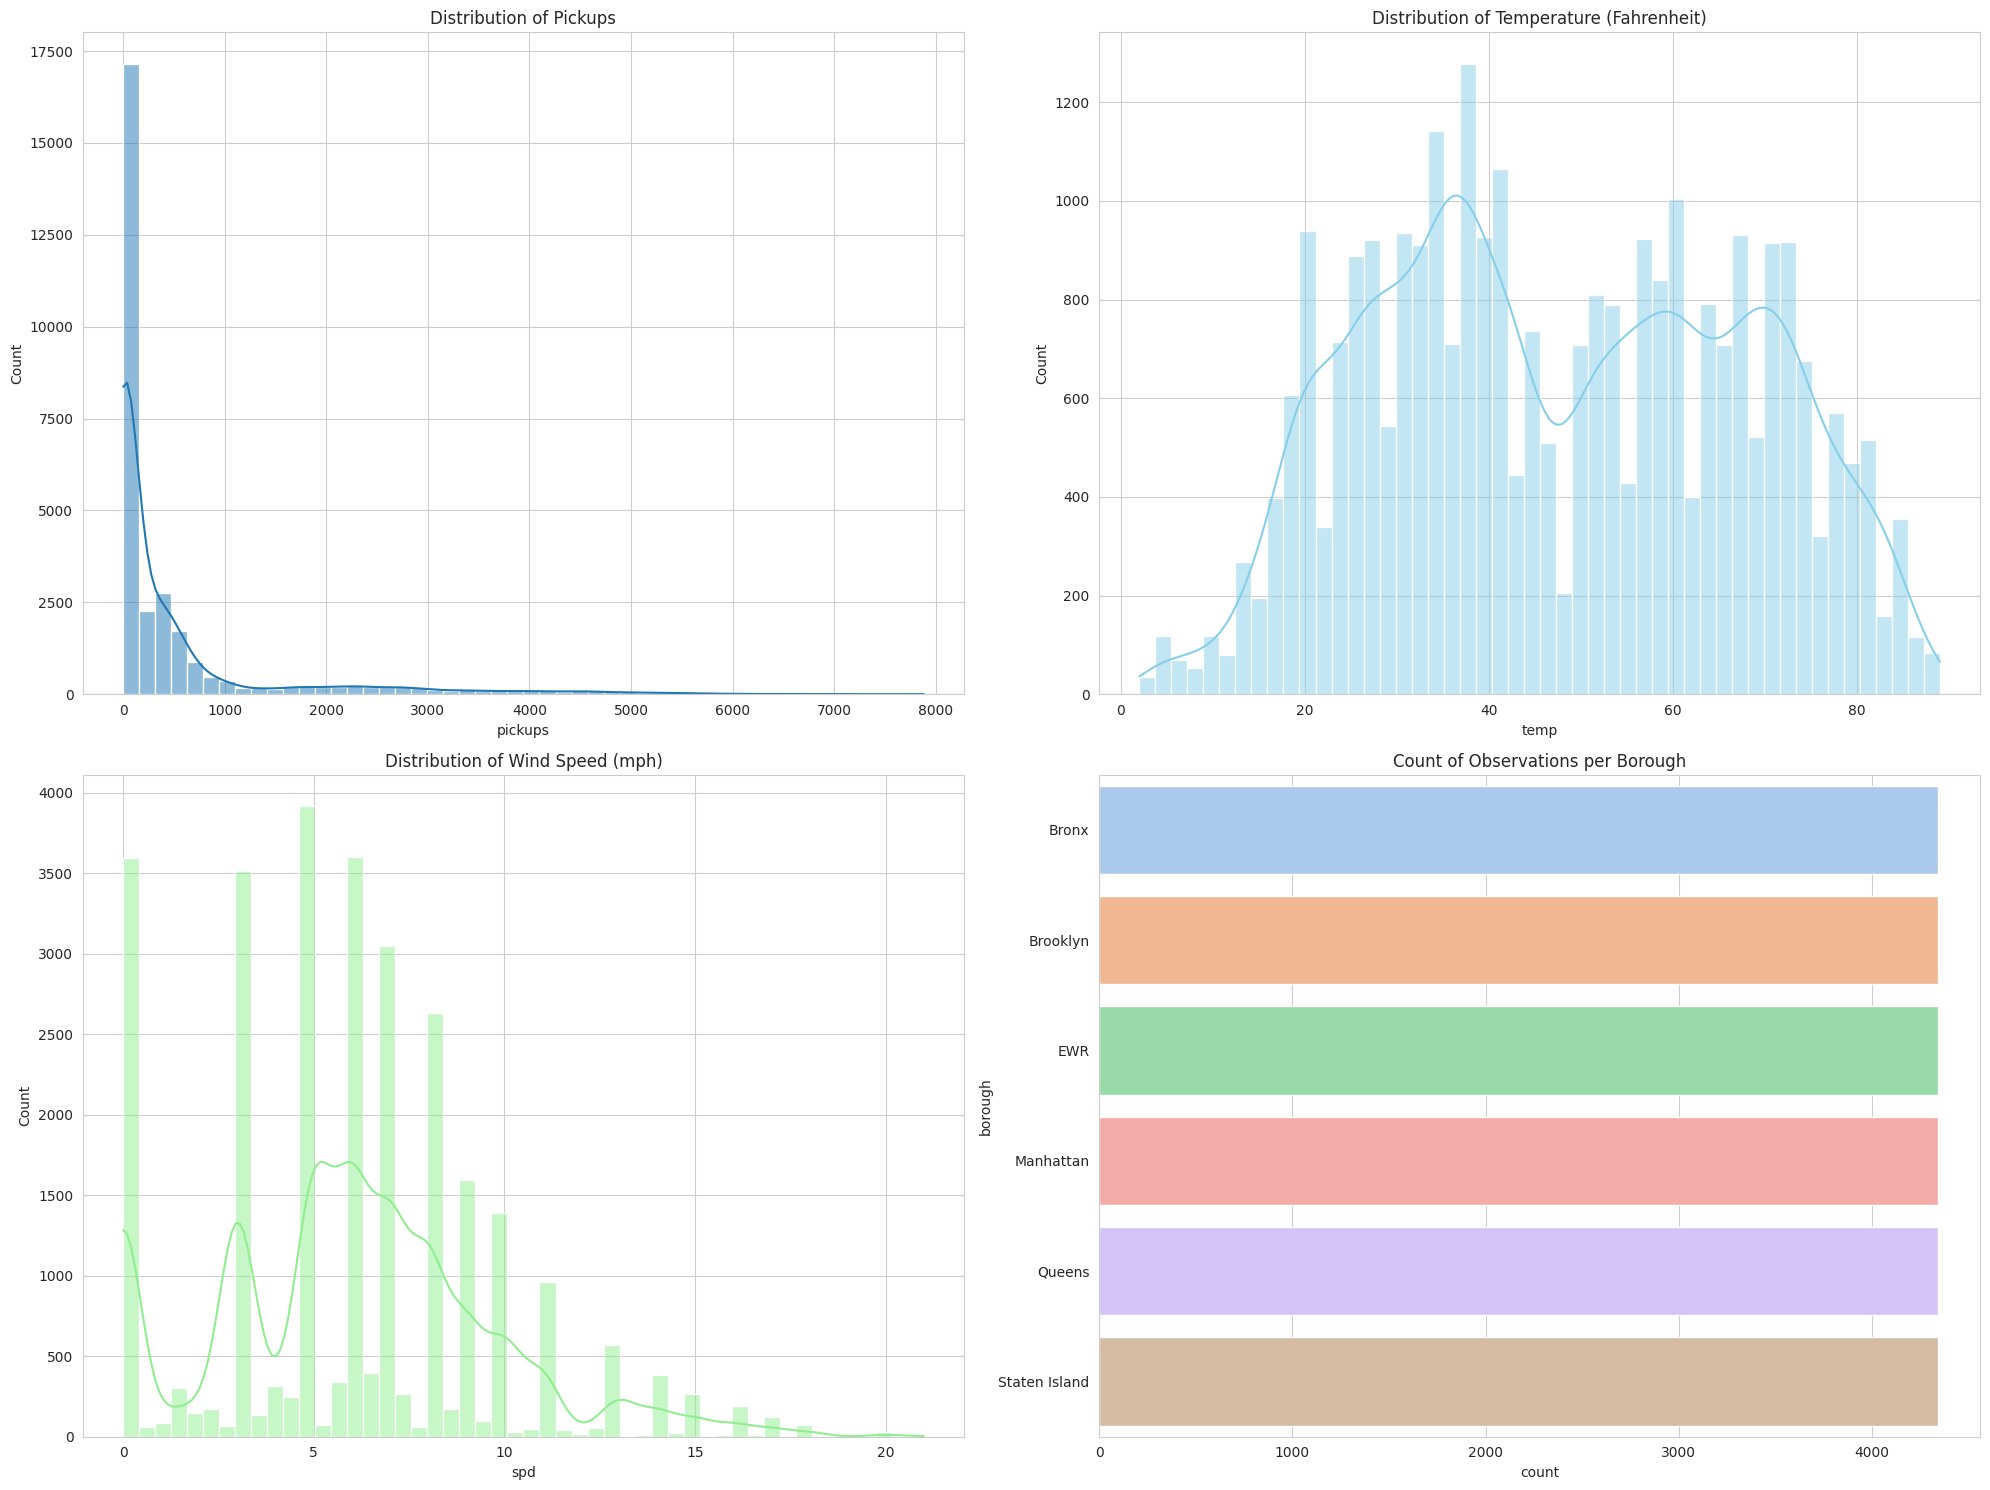 Distribution of Pickups
17500
15000
12500
10000
7500
5000
2500
0
Count
0 1000 2000 3000 4000 5000 6000 7000 8000
pickups
Distribution of Temperature (Fahrenheit)
1200
1000
800
600
400
200
0
Count
0 20 40 60 80
temp
Distribution of Wind Speed (mph)
4000
3500
3000
2500
2000
1500
1000
500
0
Count
0 5 10 15 20
spd
Count of Observations per Borough
Bronx
Brooklyn
EWR
Manhattan
Queens
Staten Island
borough
0 1000 2000 3000 4000
count